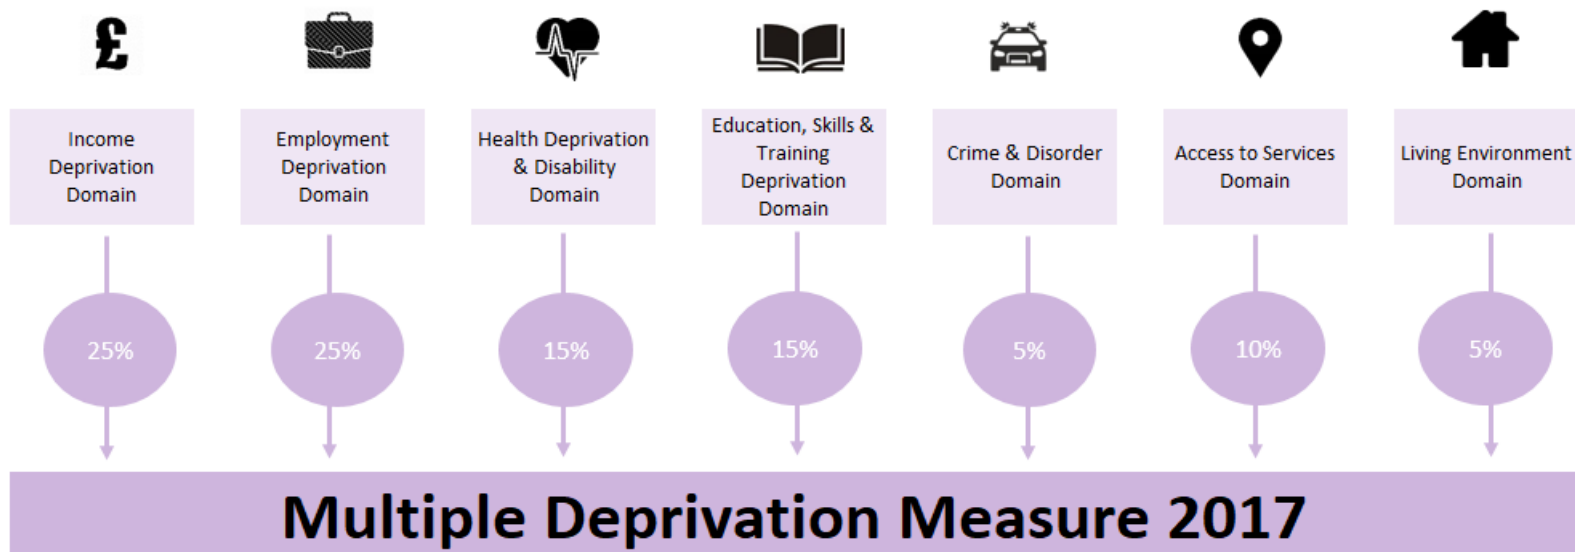 £
Income
Deprivation
Domain
Employment
Deprivation
Domain
Health Deprivation
& Disability
Domain
Education, Skills &
Training
Deprivation
Domain
Crime & Disorder
Domain
Access to Services
Domain
Living Environment
Domain
25%
25%
15%
15%
5%
10%
5%
Multiple Deprivation Measure 2017